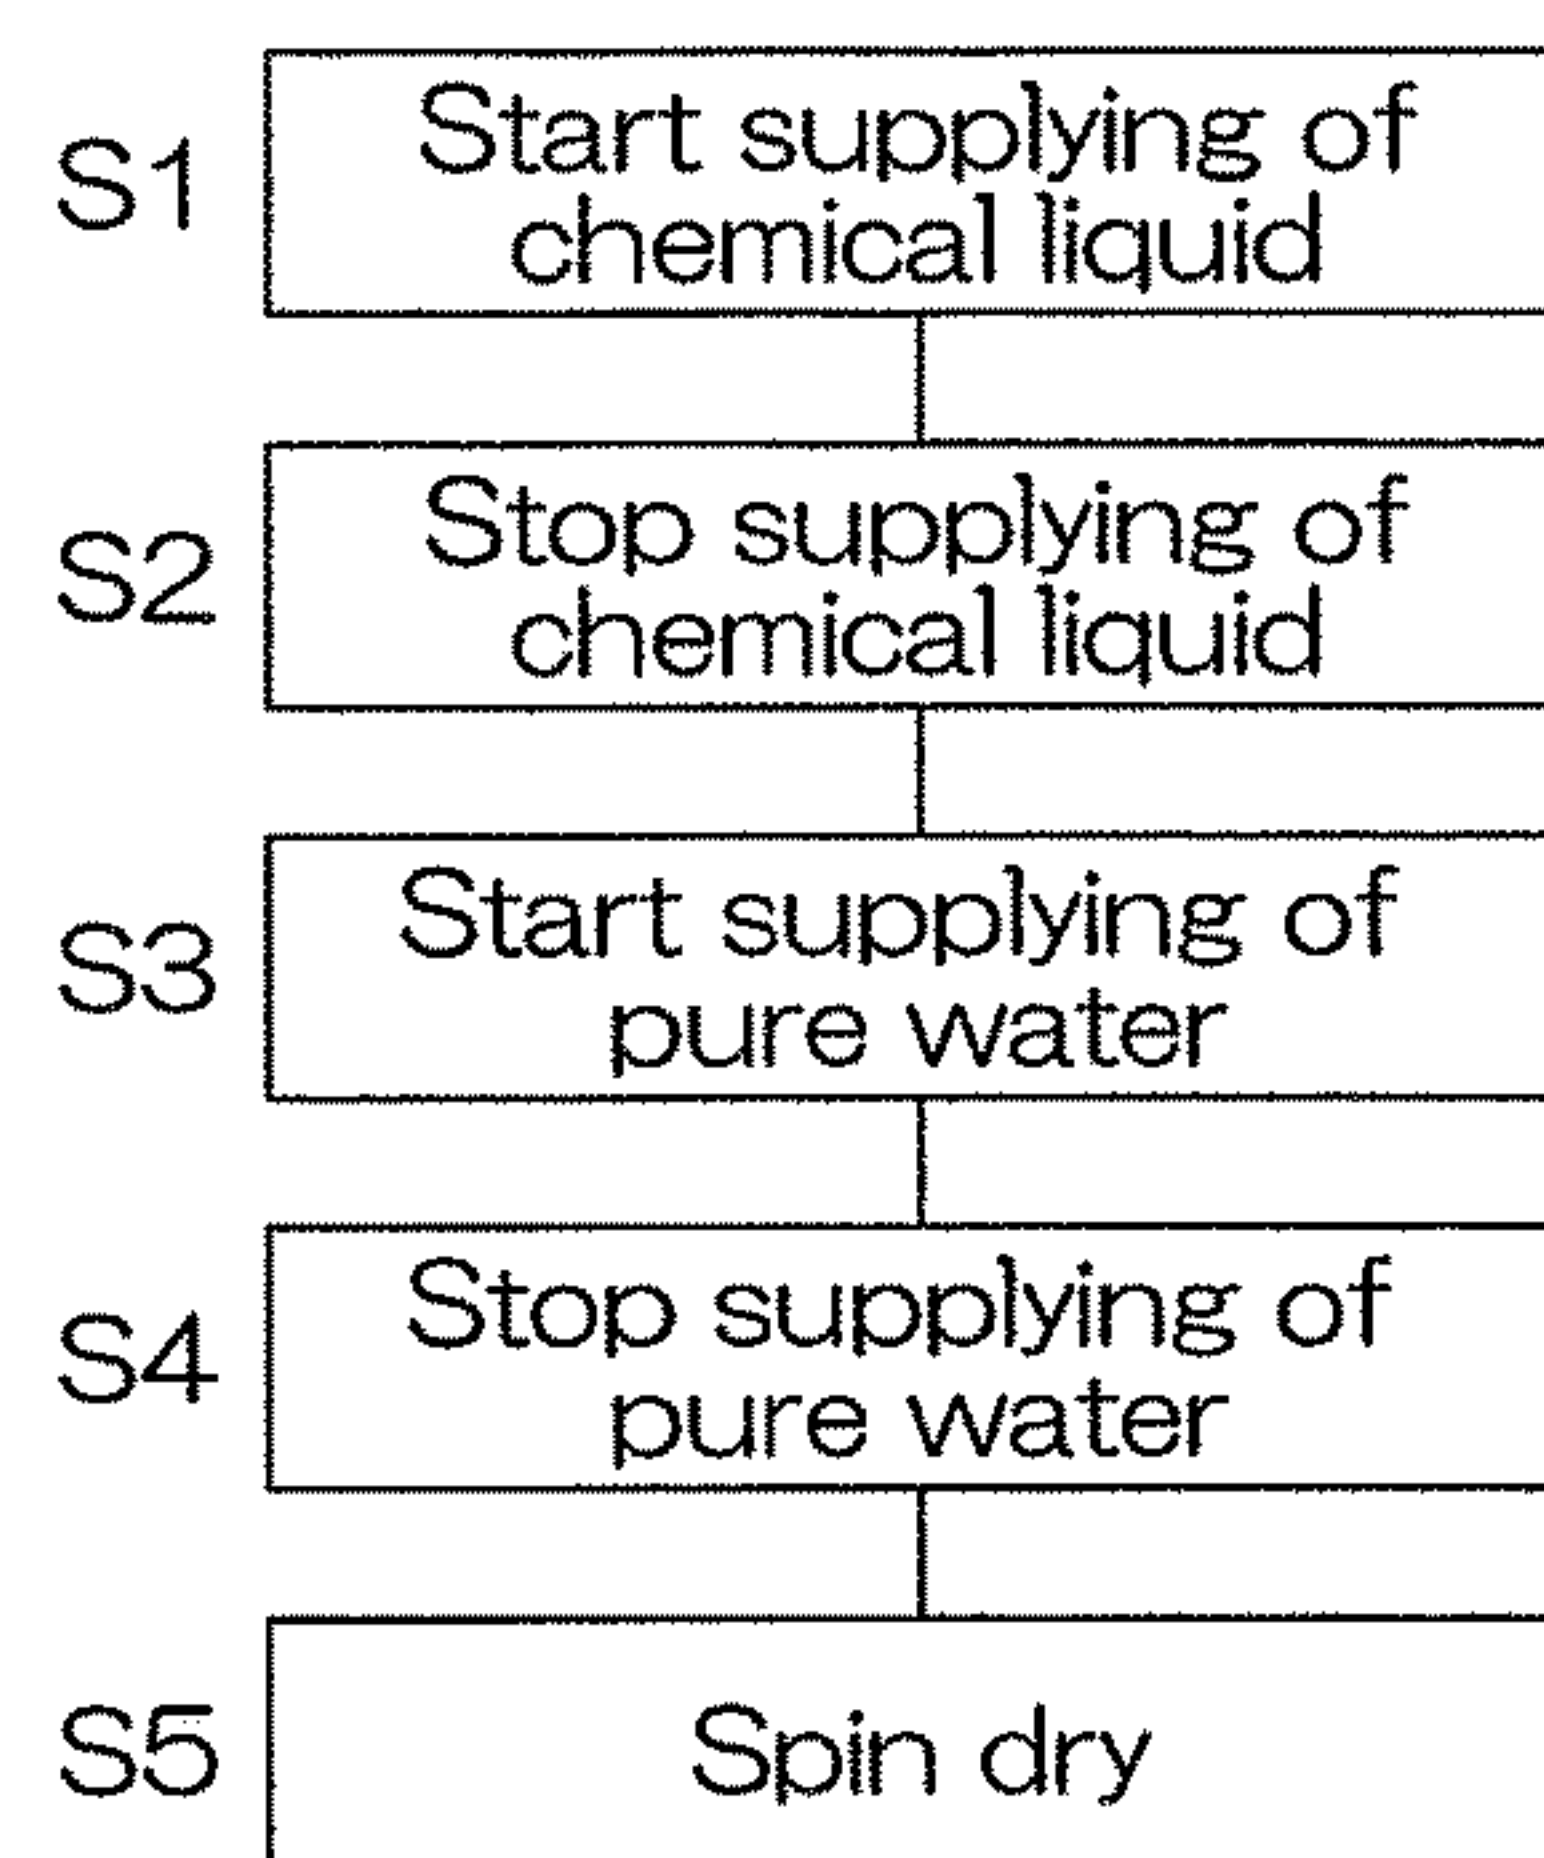 S1
Start supplying of
chemical liquid
S2
Stop supplying of
chemical liquid
S3
Start supplying of
pure water
S4
Stop supplying of
pure water
S5
Spin dry